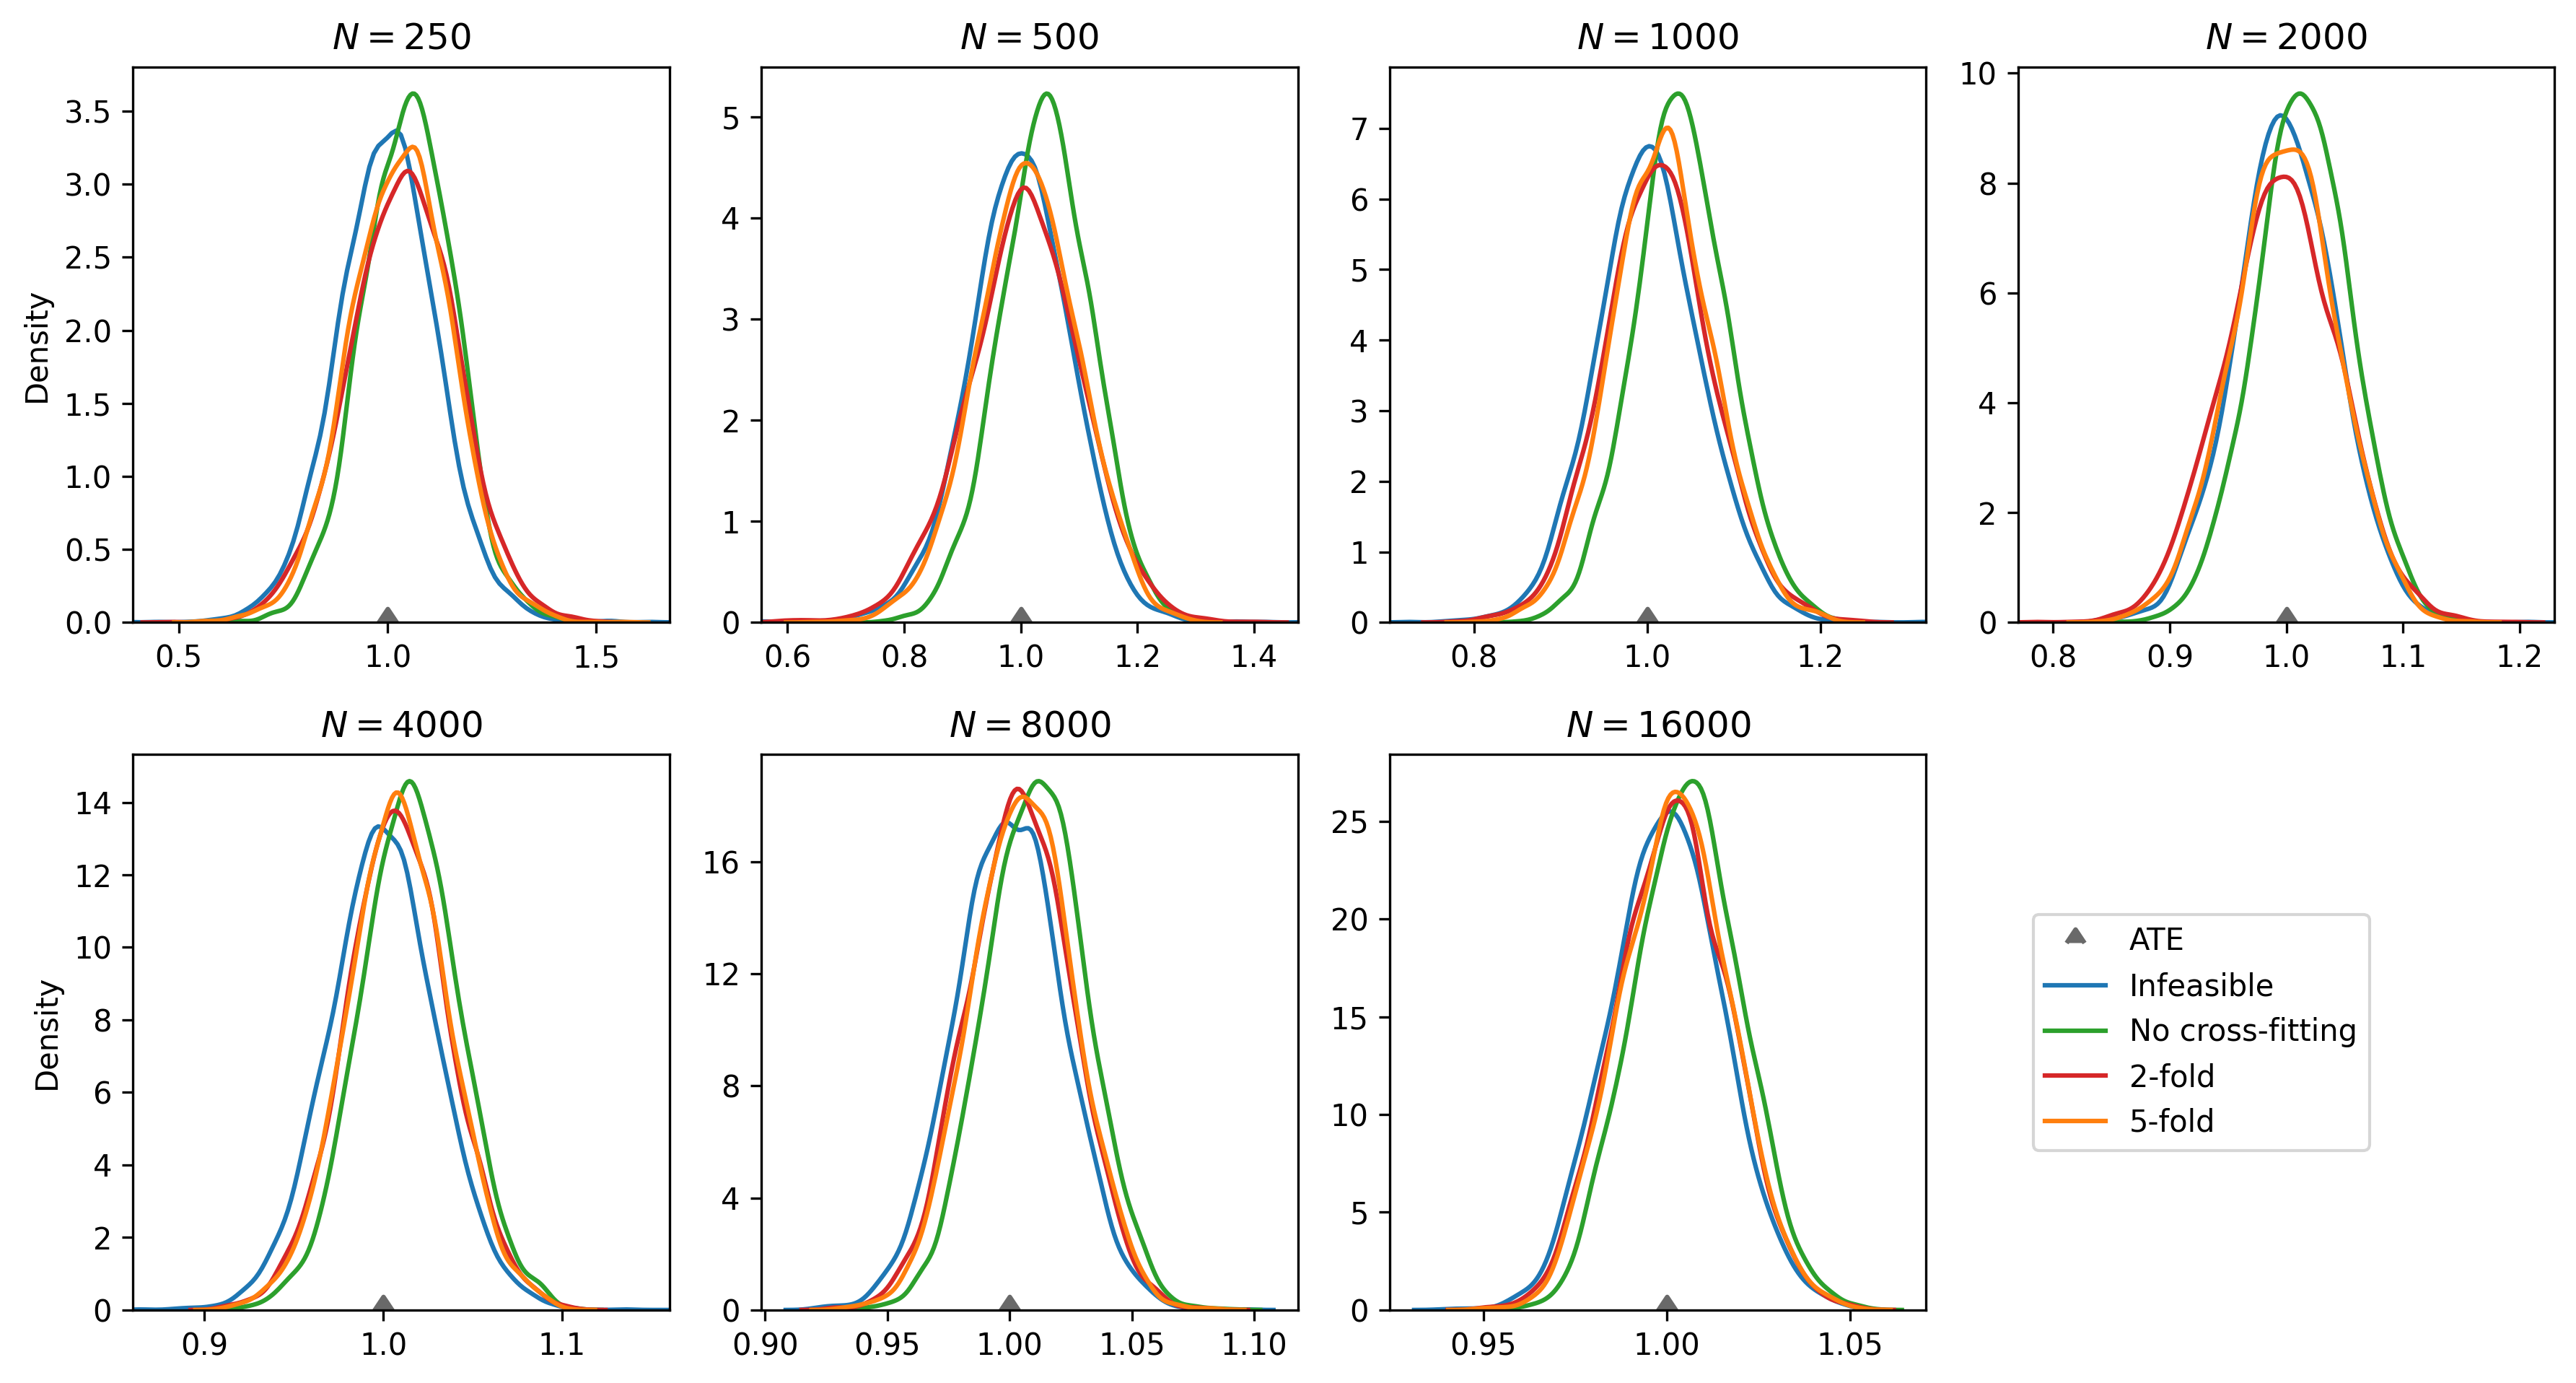 N = 250
N = 500
N = 1000
N = 2000
Density
0.0
0.5
1.0
1.5
2.0
2.5
3.0
3.5
0.5 1.0 1.5
0
1
2
3
4
5
0.6 0.8 1.0 1.2 1.4
0
1
2
3
4
5
6
7
0.8 1.0 1.2
0
2
4
6
8
10
0.8 0.9 1.0 1.1 1.2
N = 4000
N = 8000
N = 16000
Density
0
2
4
6
8
10
12
14
0.9 1.0 1.1
0
4
8
12
16
0.90 0.95 1.00 1.05 1.10
0
5
10
15
20
25
0.95 1.00 1.05
ATE
Infeasible
No cross-fitting
2-fold
5-fold